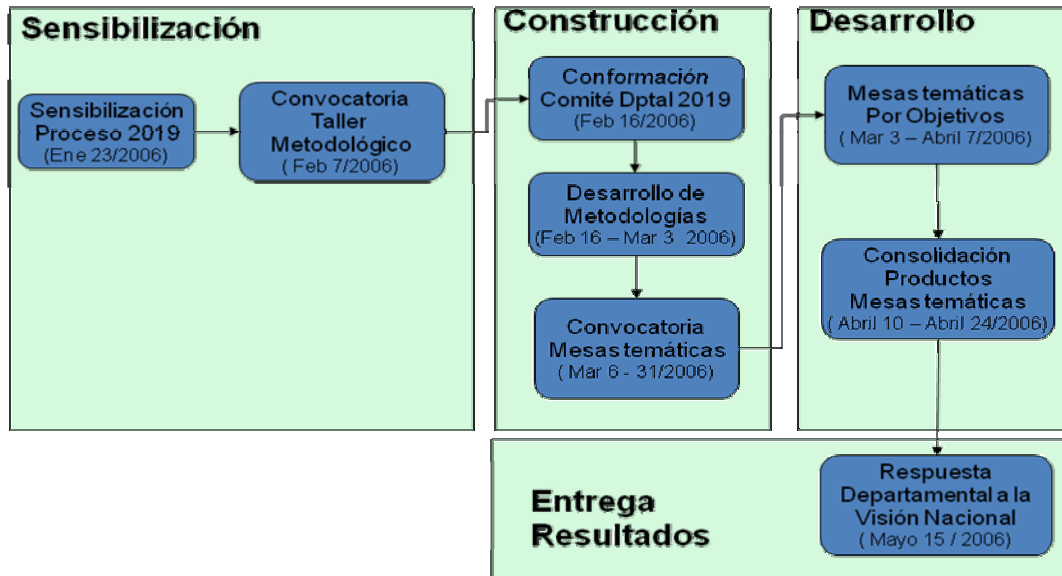 Sensibilización
Sensibilización
Proceso 2019
(Ene 23/2006)
Convocatoria
Taller
Metodológico
( Feb 7/2006)
Construcción
Conformación
Comité Dptal 2019
(Feb 16/2006)
Desarrollo de
Metodologías
(Feb 16 – Mar 3 2006)
Convocatoria
Mesas temáticas
( Mar 6 - 31/2006)
Desarrollo
Mesas temáticas
Por Objetivos
( Mar 3 – Abril 7/2006)
Consolidación
Productos
Mesas temáticas
( Abril 10 – Abril 24/2006)
Entrega
Resultados
Respuesta
Departamental a la
Visión Nacional
( Mayo 15 / 2006)